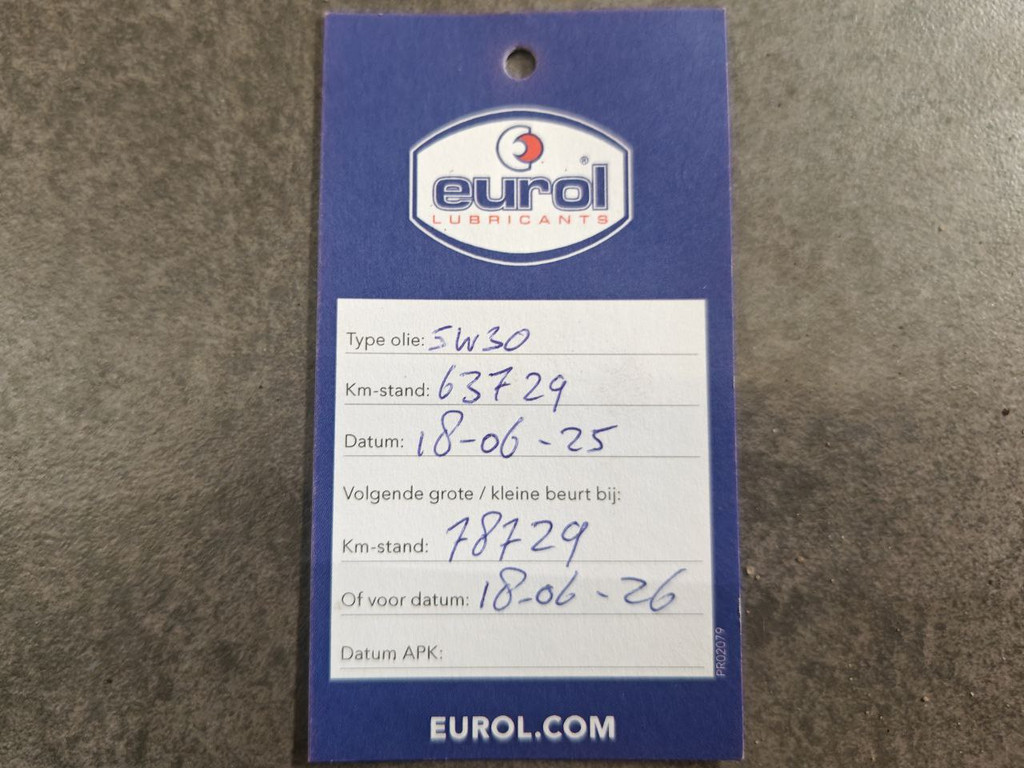 eurol®
LUBRICANTS
Type olie: 5W30
Km-stand: 63729
Datum: 18-06-25
Volgende grote / kleine beurt bij:
Km-stand: 78729
Of voor datum: 18-06-26
Datum APK:
PR02079
EUROL.COM